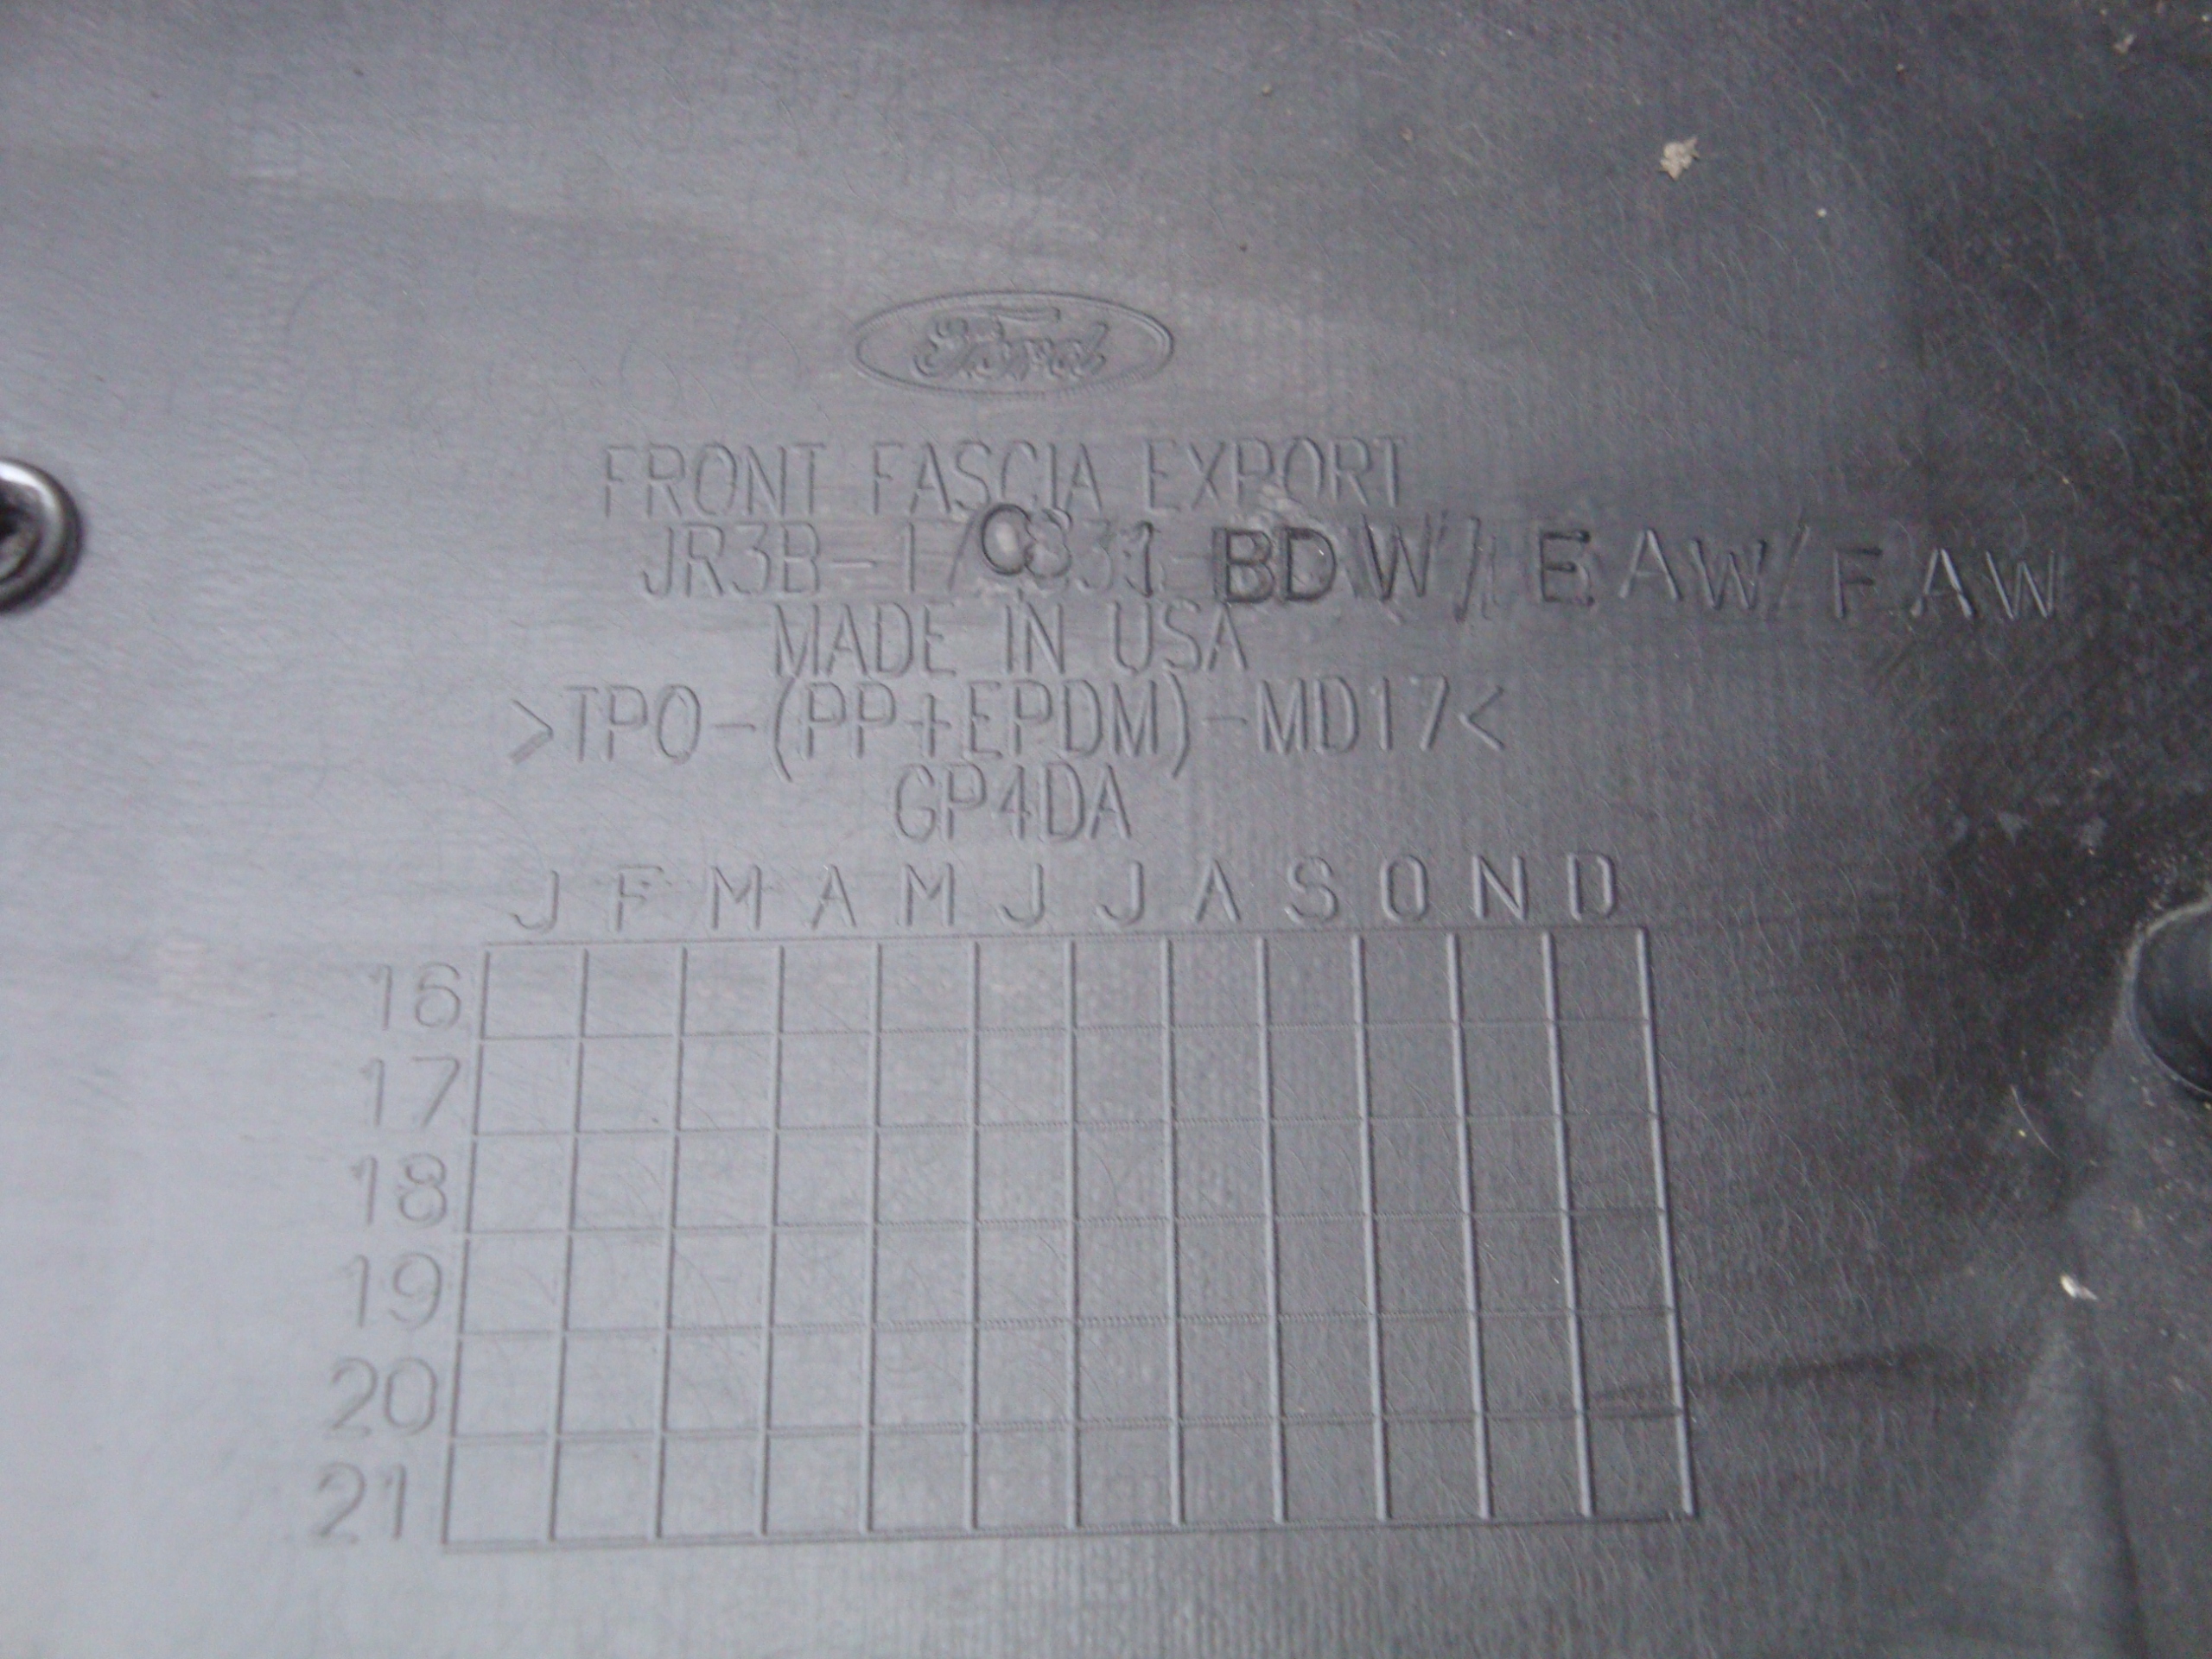 Ford
FRONT FASCIA EXPORT
JR3B-17C831 BDW/EAW/FAW
MADE IN USA
>TPO-(PP+EPDM)-MD17<
GP4DA
J F M A M J J A S O N D
16
17
18
19
20
21